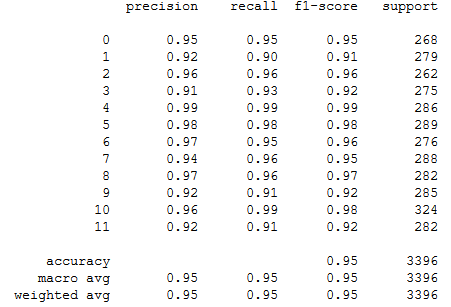 precision recall f1-score support
0 0.95 0.95 0.95 268
1 0.92 0.90 0.91 279
2 0.96 0.96 0.96 262
3 0.91 0.93 0.92 275
4 0.99 0.99 0.99 286
5 0.98 0.98 0.98 289
6 0.97 0.95 0.96 276
7 0.94 0.96 0.95 288
8 0.97 0.96 0.97 282
9 0.92 0.91 0.92 285
10 0.96 0.99 0.98 324
11 0.92 0.91 0.92 282
accuracy 0.95 3396
macro avg 0.95 0.95 0.95 3396
weighted avg 0.95 0.95 0.95 3396